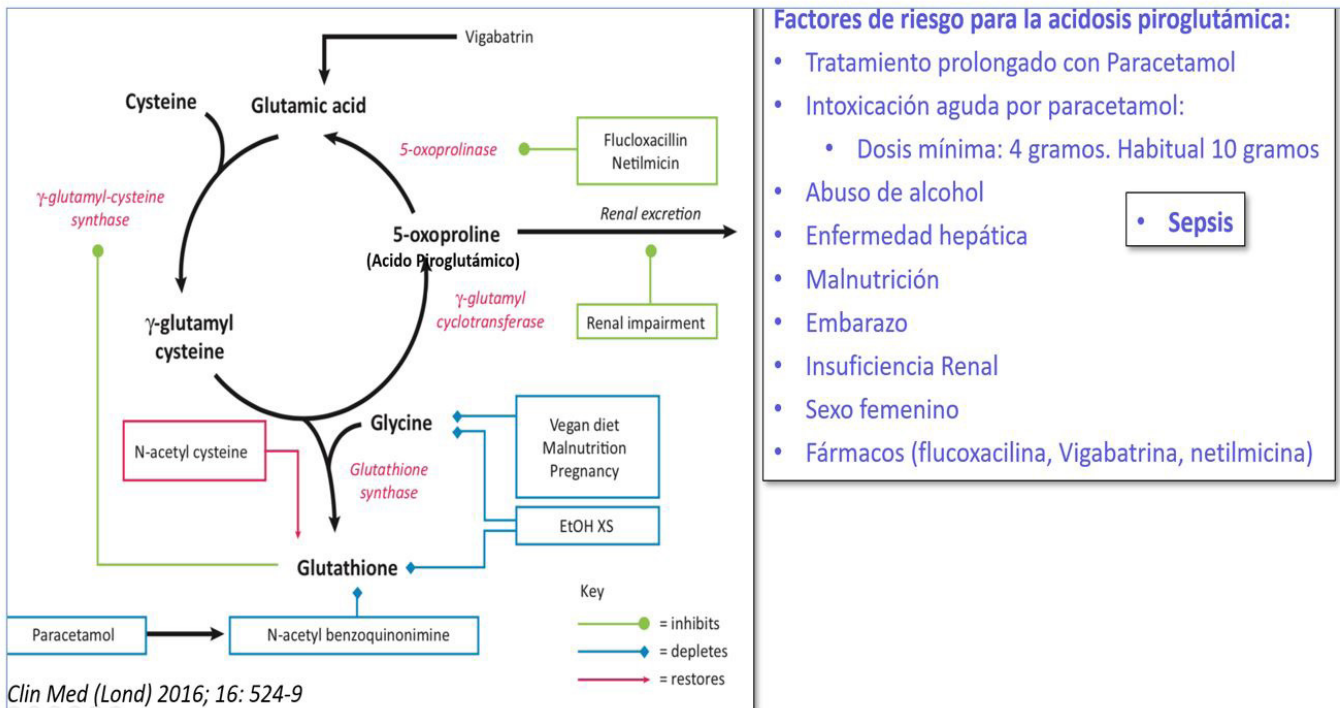 Vigabatrin
Cysteine
Glutamic acid
5-oxoprolinase
Flucloxacillin
Netilmicin
γ-glutamyl-cysteine
synthase
Renal excretion
5-oxoproline
(Acido Piroglutámico)
γ-glutamyl
cyclotransferase
Renal impairment
γ-glutamyl
cysteine
Glycine
Vegan diet
Malnutrition
Pregnancy
N-acetyl cysteine
Glutathione
synthase
EtOH XS
Glutathione
Key
= inhibits
= depletes
= restores
Paracetamol
N-acetyl benzoquinonimine
Clin Med (Lond) 2016; 16: 524-9
Factores de riesgo para la acidosis piroglutámica:
• Tratamiento prolongado con Paracetamol
• Intoxicación aguda por paracetamol:
• Dosis mínima: 4 gramos. Habitual 10 gramos
• Abuso de alcohol
• Enfermedad hepática
• Malnutrición
• Embarazo
• Insuficiencia Renal
• Sexo femenino
• Fármacos (flucoxacilina, Vigabatrina, netilmicina)
• Sepsis